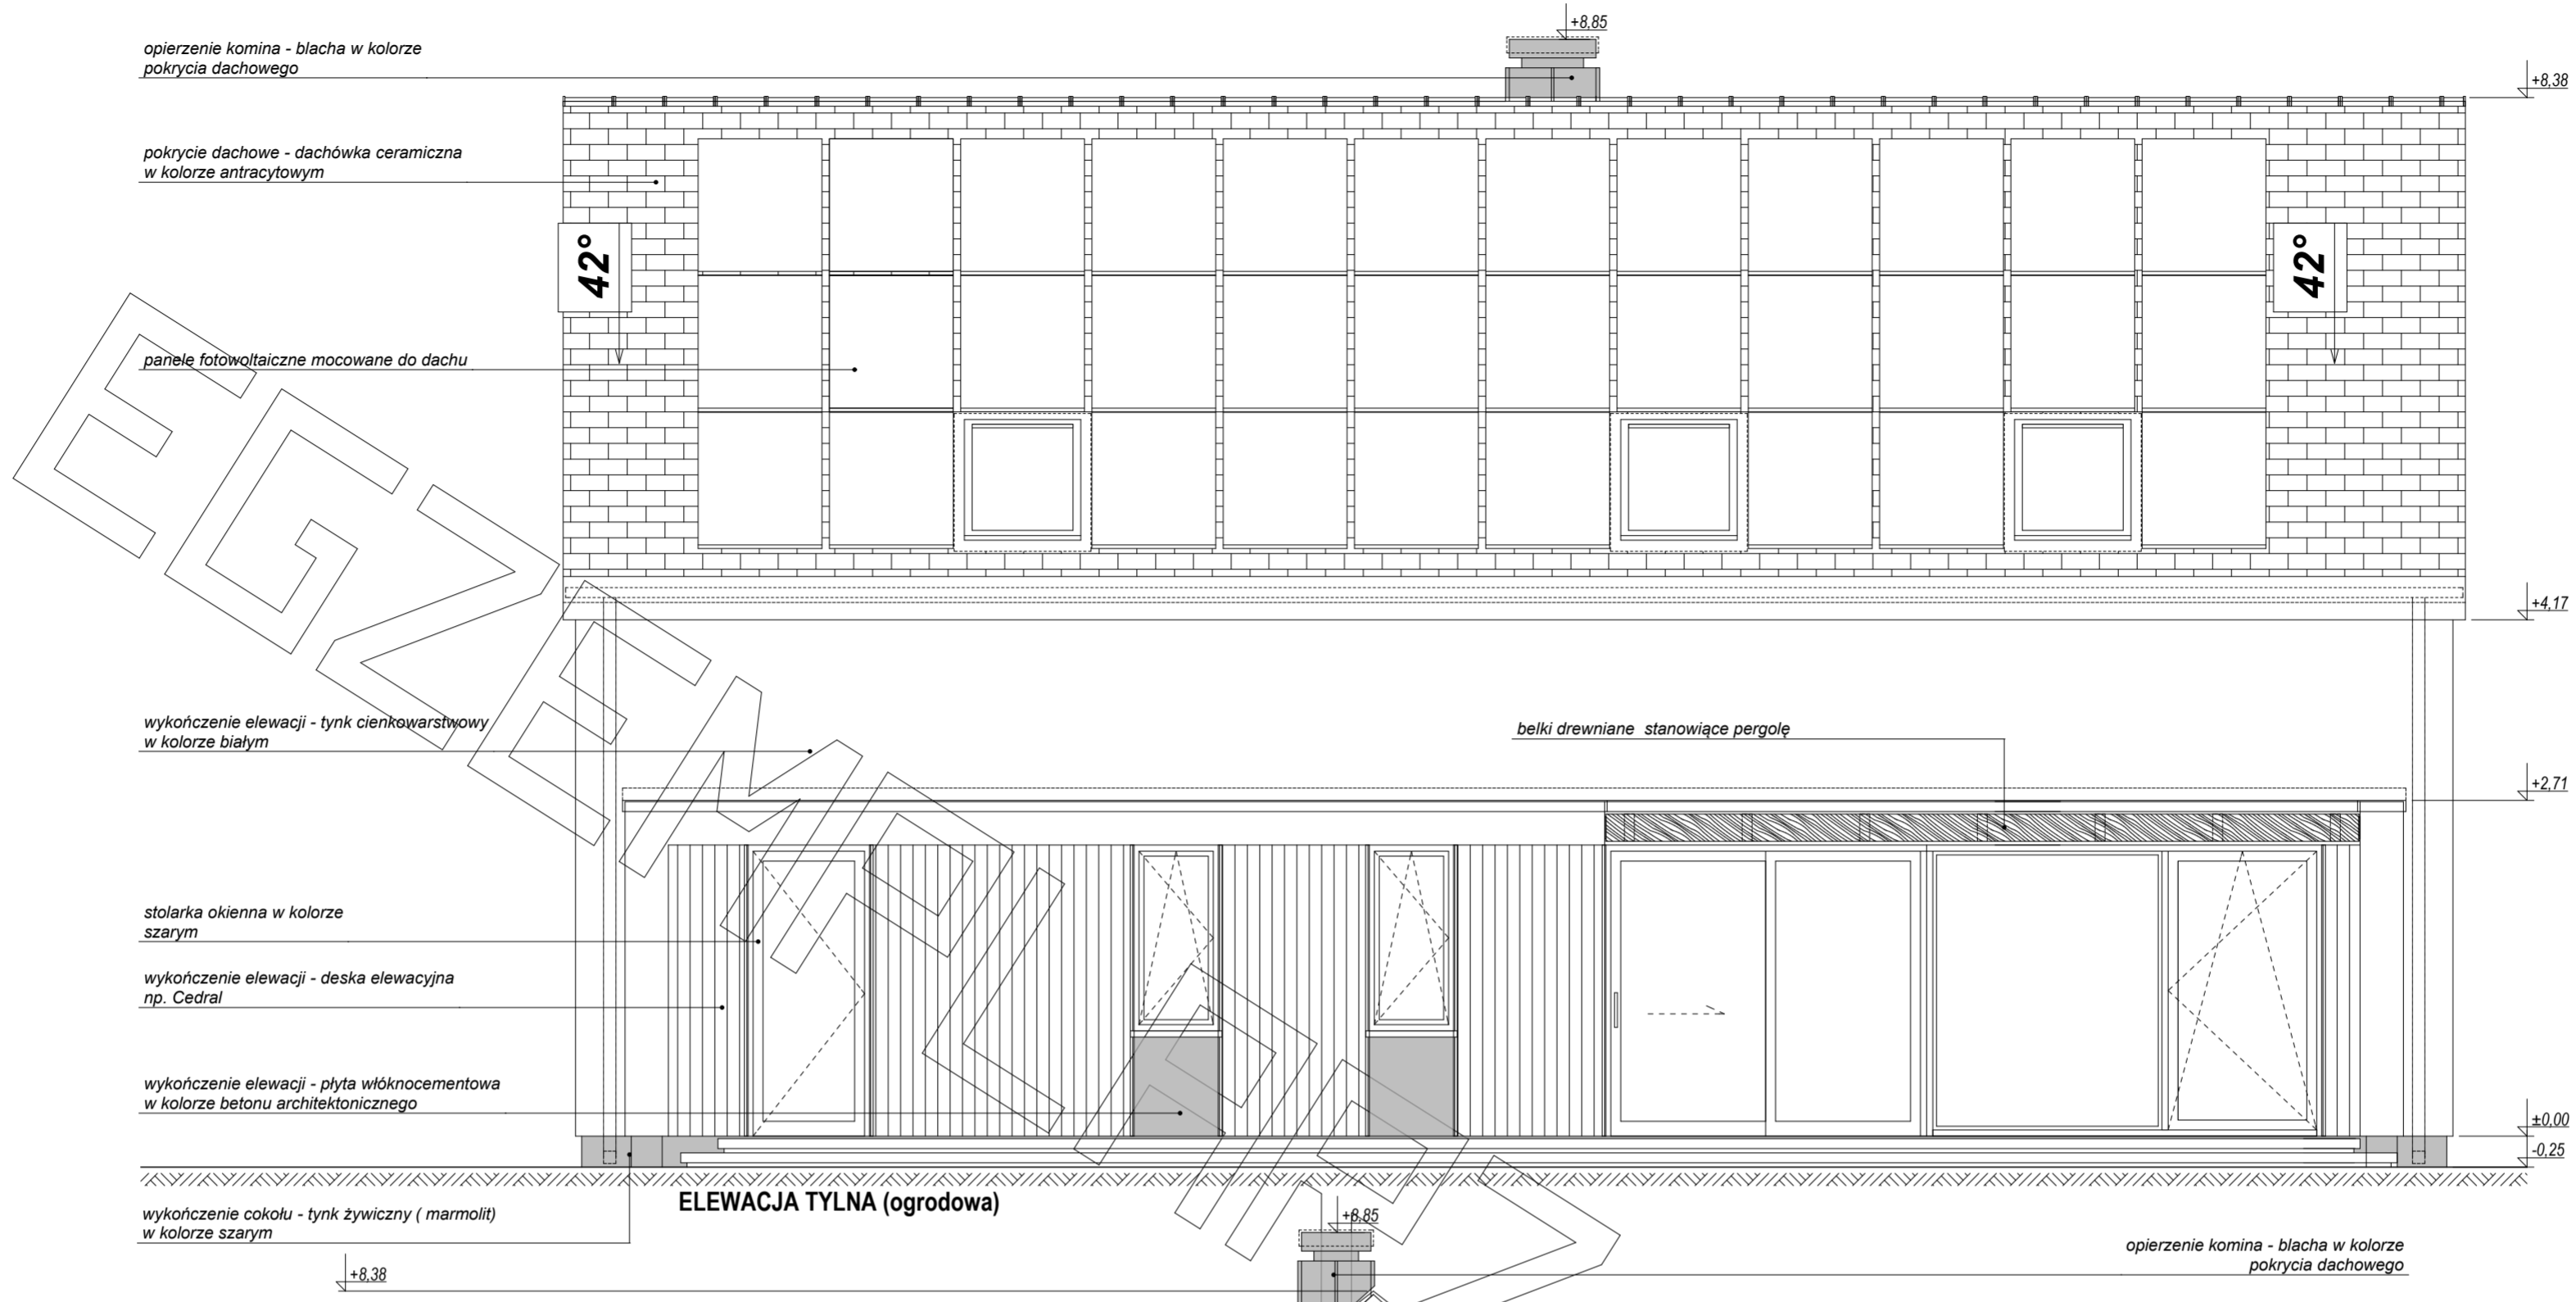 +8,85
opierzenie komina - blacha w kolorze
pokrycia dachowego
+8,38
pokrycie dachowe - dachówka ceramiczna
w kolorze antracytowym
42°
42°
panele fotowoltaiczne mocowane do dachu
+4,17
wykończenie elewacji - tynk cienkowarstwowy
w kolorze białym
belki drewniane stanowiące pergolę
+2,71
stolarka okienna w kolorze
szarym
wykończenie elewacji - deska elewacyjna
np. Cedral
wykończenie elewacji - płyta włóknocementowa
w kolorze betonu architektonicznego
±0,00
-0,25
ELEWACJA TYLNA (ogrodowa)
wykończenie cokołu - tynk żywiczny ( marmolit)
w kolorze szarym
+8,85
opierzenie komina - blacha w kolorze
pokrycia dachowego
+8,38